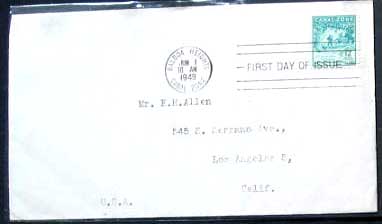 CANAL ZONE
BALBOA HEIGHTS
JUN 1
10 AM
1949
CANAL ZONE
FIRST DAY OF ISSUE
Mr. E.H.Allen
545 S. Serrano Ave.,
Los Angeles 5,
Calif.
U.S.A.